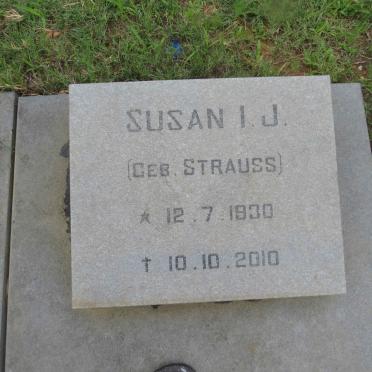 SUSAN I. J.
(GEB. STRAUSS)
* 12.7.1930
† 10.10.2010